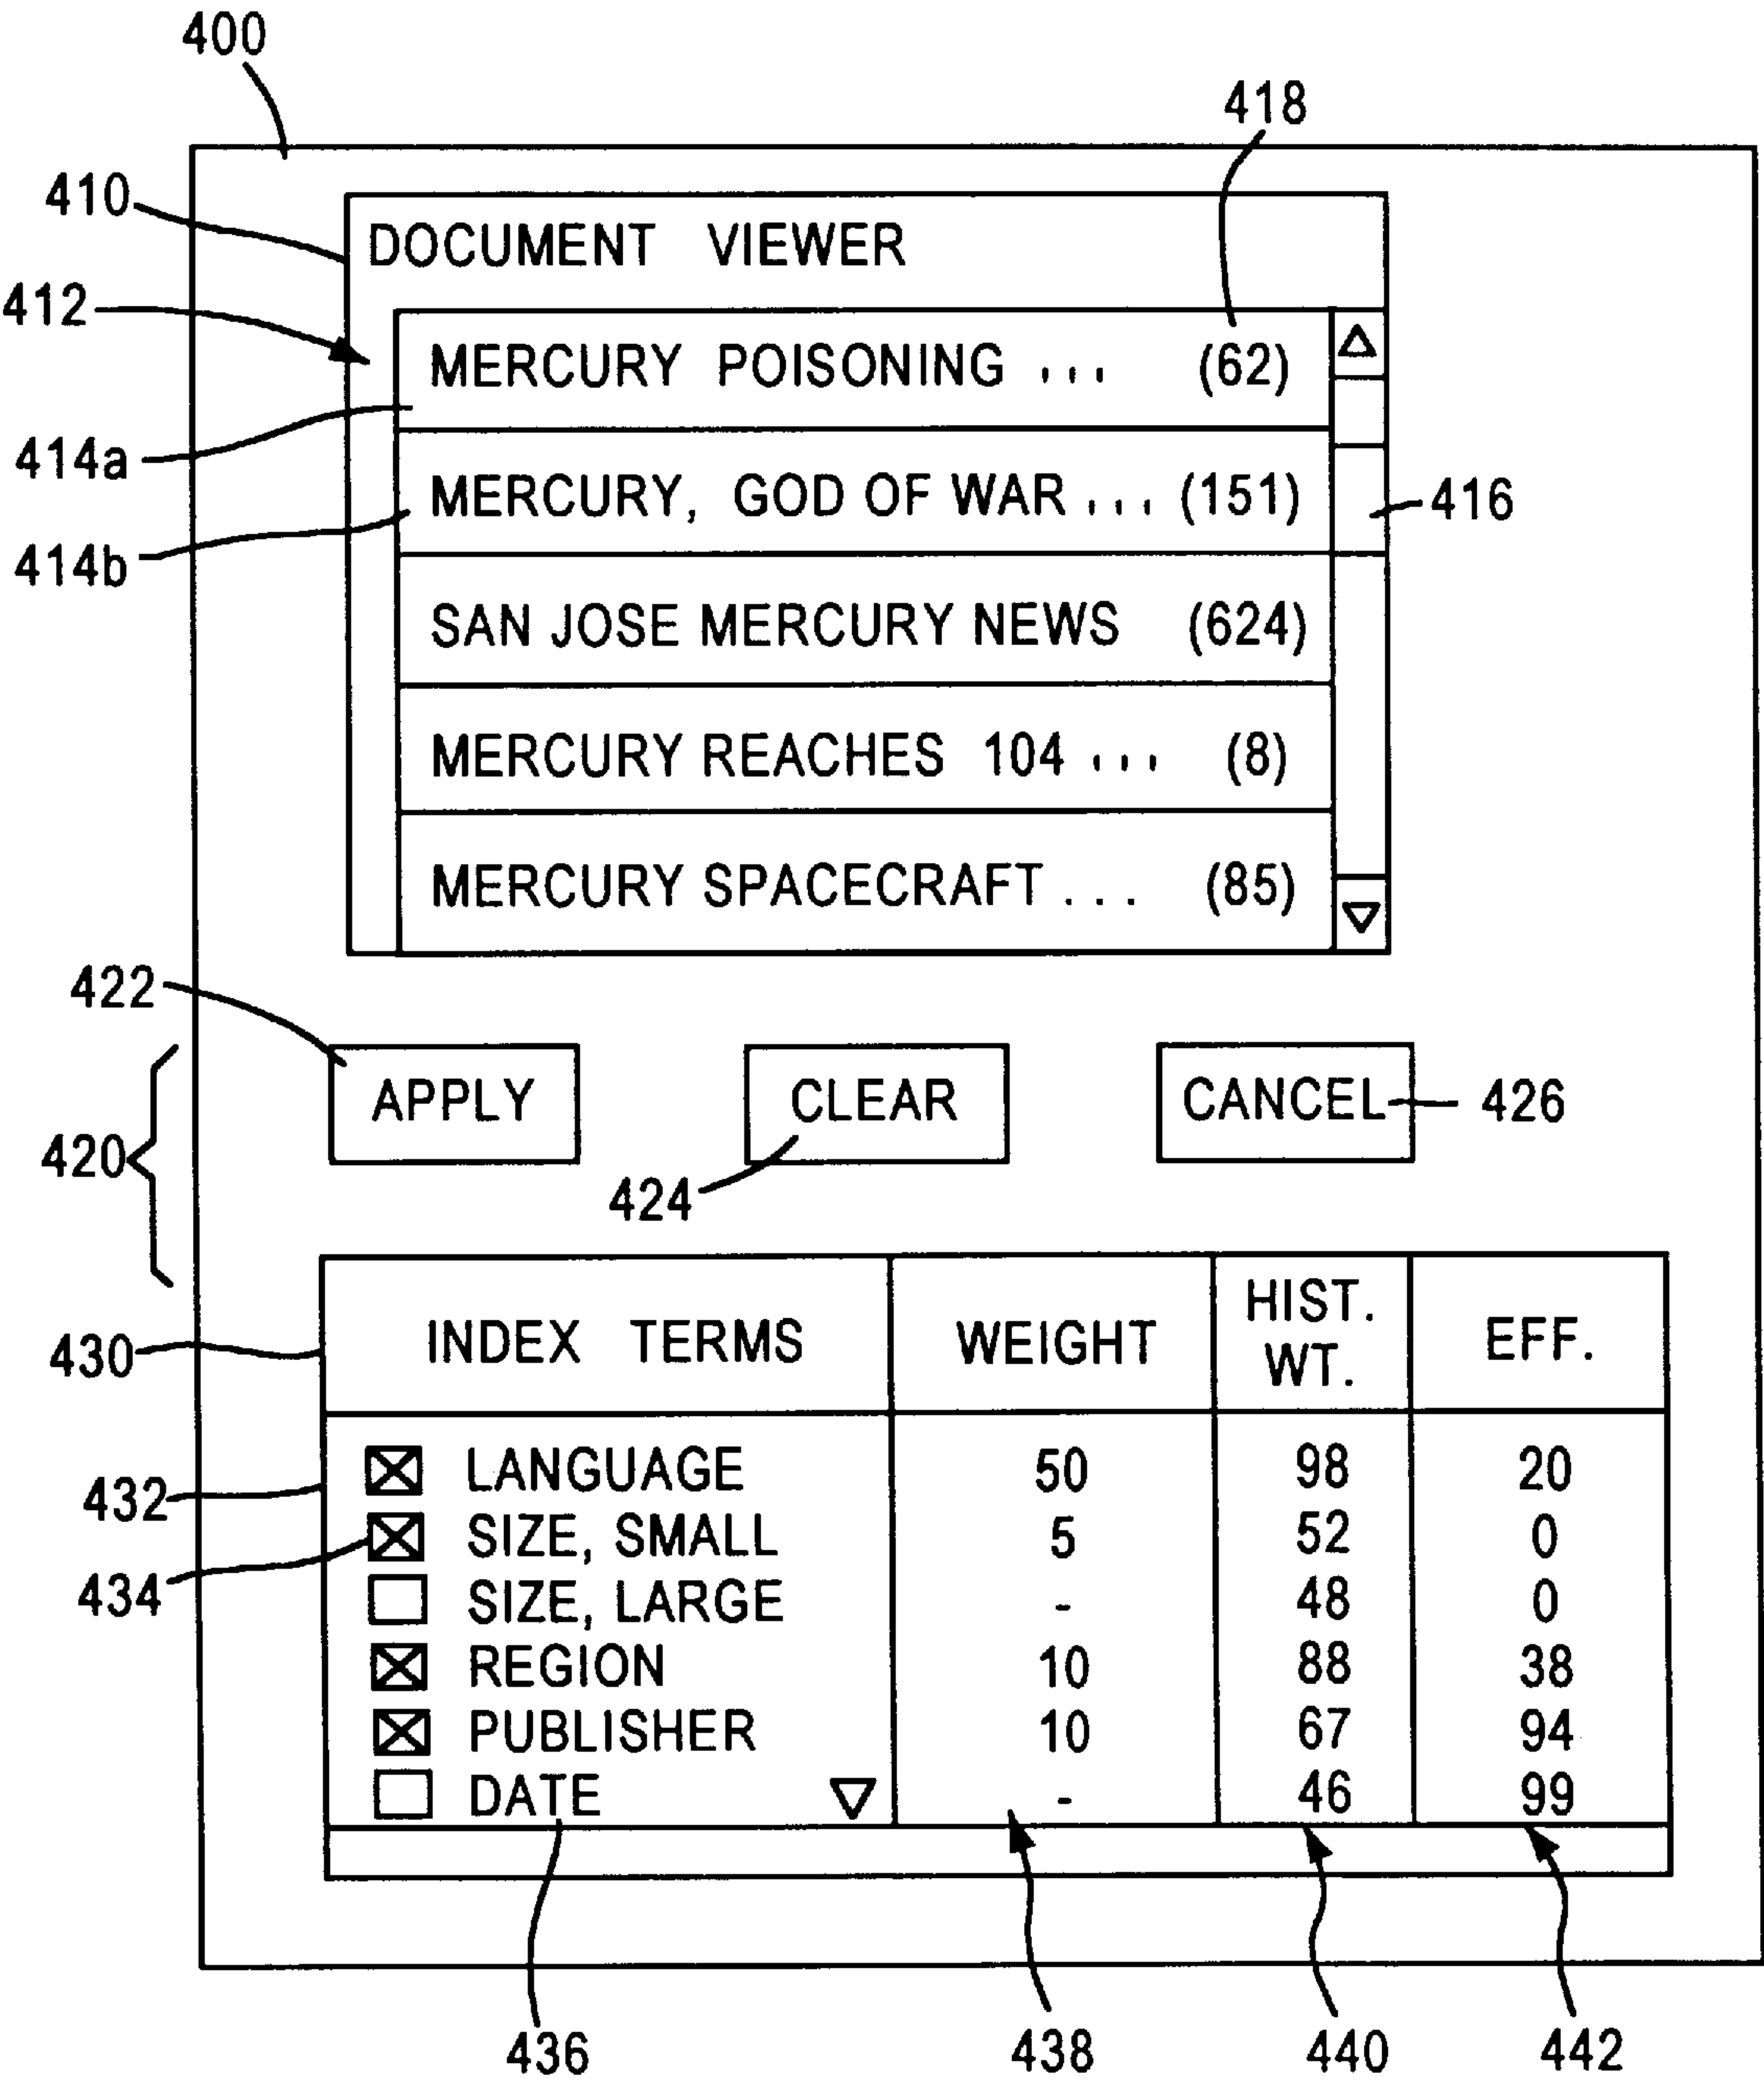 400
418
410
DOCUMENT VIEWER
412
MERCURY POISONING ... (62)
414a
MERCURY, GOD OF WAR ... (151)
416
414b
SAN JOSE MERCURY NEWS (624)
MERCURY REACHES 104 ... (8)
MERCURY SPACECRAFT ... (85)
422
APPLY CLEAR CANCEL 426
420
424
430 INDEX TERMS WEIGHT HIST. WT. EFF.
LANGUAGE 50 98 20
432
SIZE, SMALL 5 52 0
434
SIZE, LARGE - 48 0
REGION 10 88 38
PUBLISHER 10 67 94
DATE - 46 99
436 438 440 442